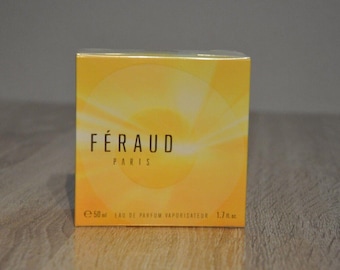 FÉRAUD
PARIS
℮ 50 ml EAU DE PARFUM VAPORISATEUR 1.7 fl.oz.